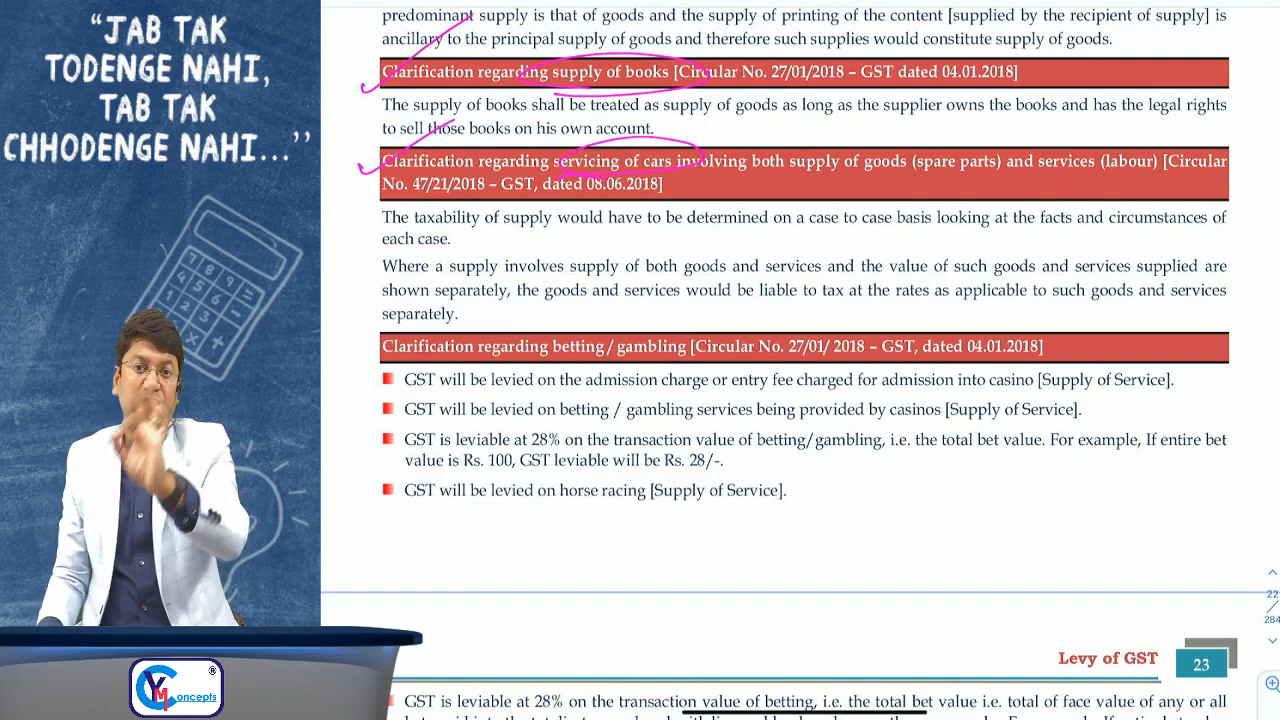 “JAB TAK
TODENGE NAHI,
TAB TAK
CHHODENGE NAHI...’’
predominant supply is that of goods and the supply of printing of the content [supplied by the recipient of supply] is
ancillary to the principal supply of goods and therefore such supplies would constitute supply of goods.
Clarification regarding supply of books [Circular No. 27/01/2018 – GST dated 04.01.2018]
The supply of books shall be treated as supply of goods as long as the supplier owns the books and has the legal rights
to sell those books on his own account.
Clarification regarding servicing of cars involving both supply of goods (spare parts) and services (labour) [Circular
No. 47/21/2018 – GST, dated 08.06.2018]
The taxability of supply would have to be determined on a case to case basis looking at the facts and circumstances of
each case.
Where a supply involves supply of both goods and services and the value of such goods and services supplied are
shown separately, the goods and services would be liable to tax at the rates as applicable to such goods and services
separately.
Clarification regarding betting / gambling [Circular No. 27/01/ 2018 – GST, dated 04.01.2018]
GST will be levied on the admission charge or entry fee charged for admission into casino [Supply of Service].
GST will be levied on betting / gambling services being provided by casinos [Supply of Service].
GST is leviable at 28% on the transaction value of betting/gambling, i.e. the total bet value. For example, If entire bet
value is Rs. 100, GST leviable will be Rs. 28/-.
GST will be levied on horse racing [Supply of Service].
22
/
284
Levy of GST 23
GST is leviable at 28% on the transaction value of betting, i.e. the total bet value i.e. total of face value of any or all
YM Concepts ®